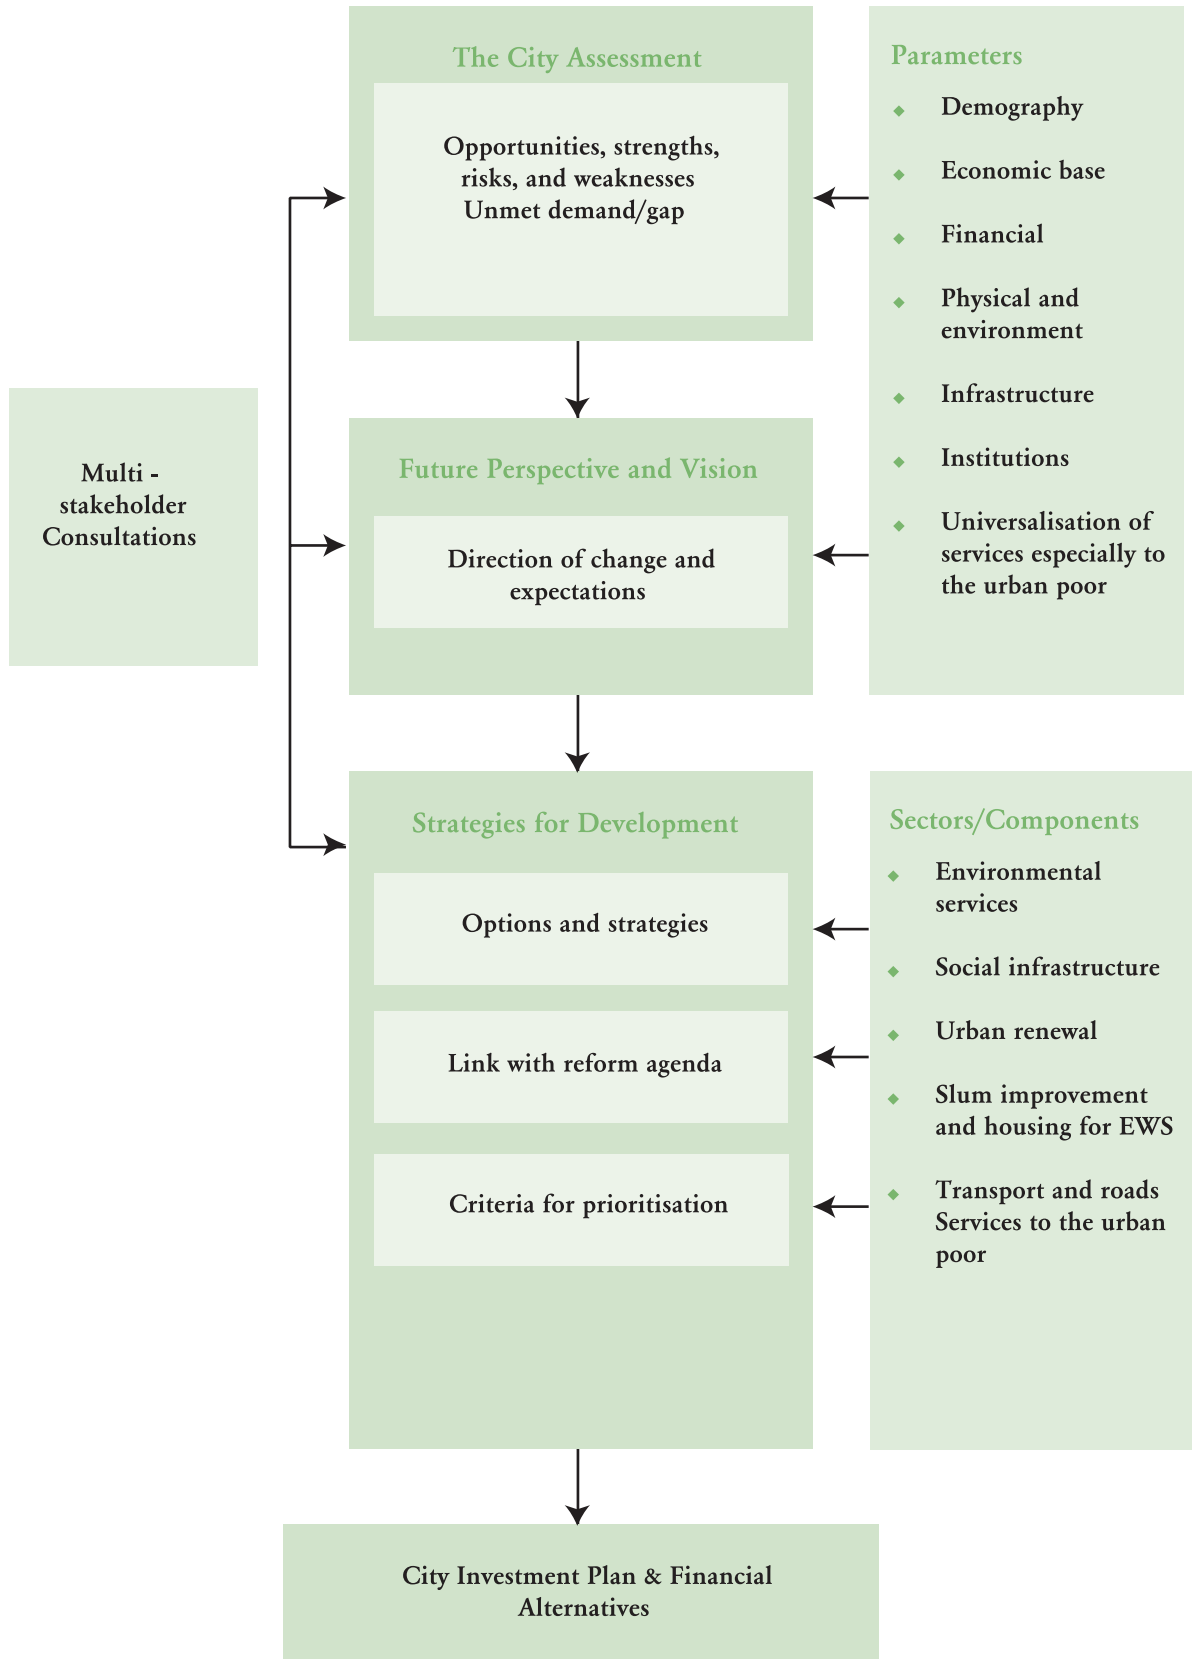 The City Assessment
Opportunities, strengths,
risks, and weaknesses
Unmet demand/gap
Parameters
Demography
Economic base
Financial
Physical and
environment
Infrastructure
Institutions
Universalisation of
services especially to
the urban poor
Multi -
stakeholder
Consultations
Future Perspective and Vision
Direction of change and
expectations
Strategies for Development
Options and strategies
Link with reform agenda
Criteria for prioritisation
Sectors/Components
Environmental
services
Social infrastructure
Urban renewal
Slum improvement
and housing for EWS
Transport and roads
Services to the urban
poor
City Investment Plan & Financial
Alternatives